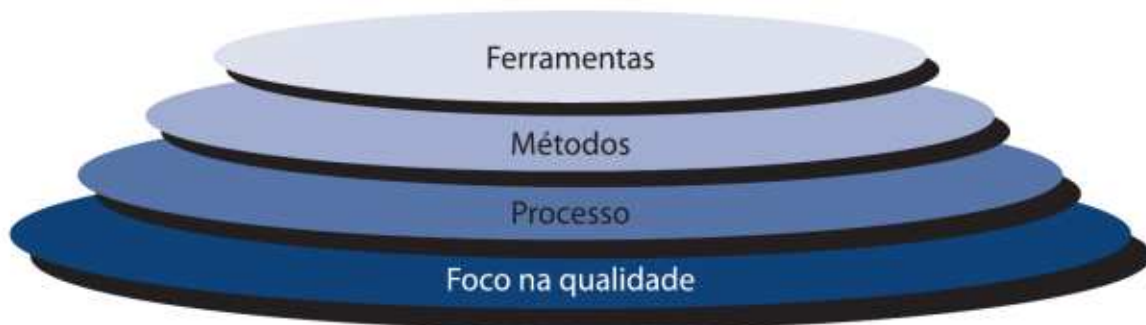 Ferramentas
Métodos
Processo
Foco na qualidade